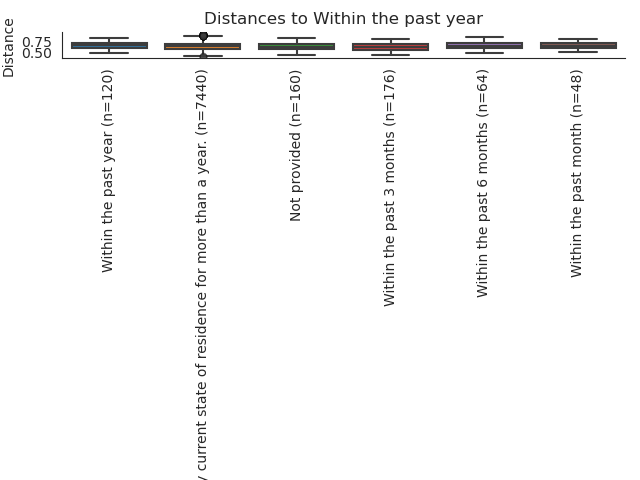 Distances to Within the past year
Distance
0.75
0.50
Within the past year (n=120)
current state of residence for more than a year. (n=7440)
Not provided (n=160)
Within the past 3 months (n=176)
Within the past 6 months (n=64)
Within the past month (n=48)